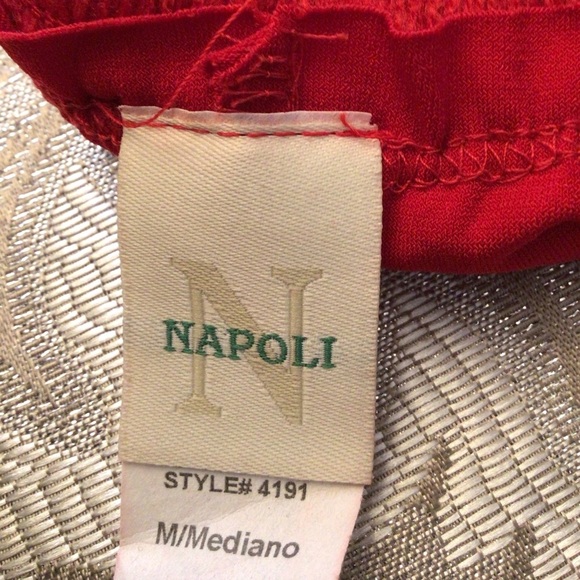 N
NAPOLI
STYLE# 4191
M/Mediano